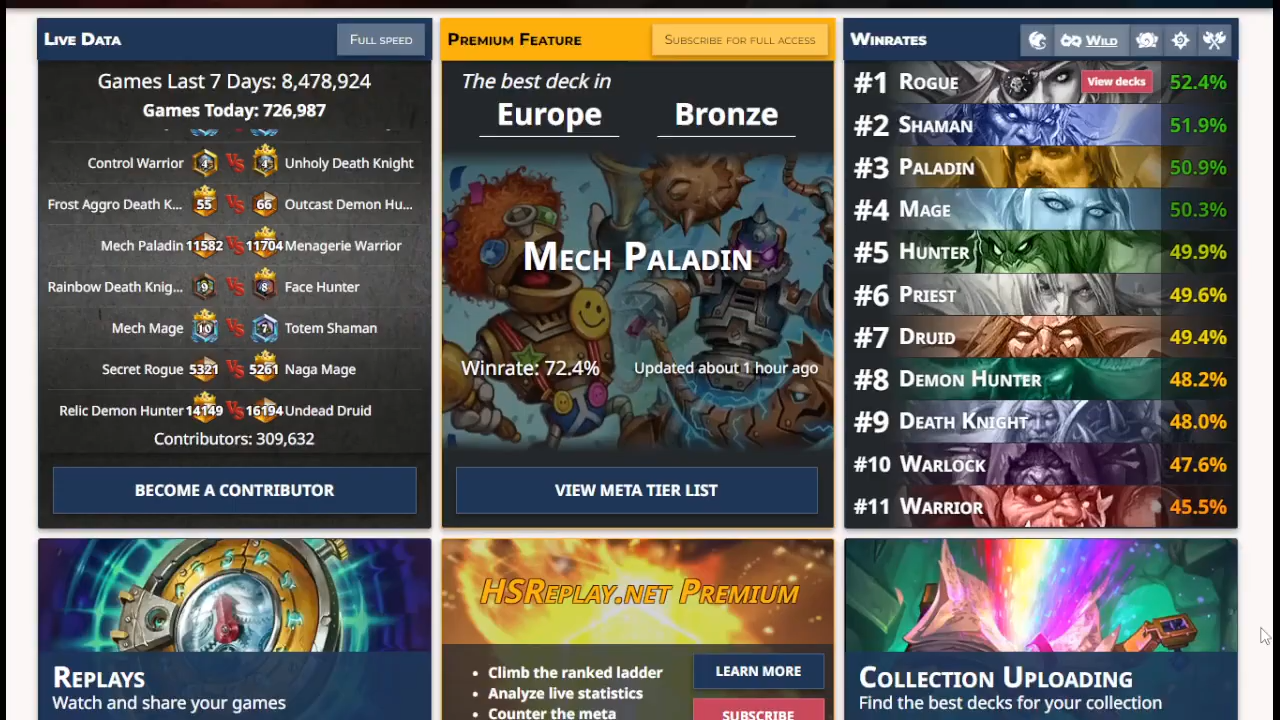 LIVE DATA
FULL SPEED
Games Last 7 Days: 8,478,924
Games Today: 726,987
Control Warrior 4 VS 4 Unholy Death Knight
Frost Aggro Death K... 55 VS 66 Outcast Demon Hu...
Mech Paladin 11582 VS 11704 Menagerie Warrior
Rainbow Death Knig... 9 VS 8 Face Hunter
Mech Mage 10 VS 7 Totem Shaman
Secret Rogue 5321 VS 5261 Naga Mage
Relic Demon Hunter 14149 VS 16194 Undead Druid
Contributors: 309,632
BECOME A CONTRIBUTOR
PREMIUM FEATURE
SUBSCRIBE FOR FULL ACCESS
The best deck in
Europe Bronze
MECH PALADIN
Winrate: 72.4% Updated about 1 hour ago
VIEW META TIER LIST
WINRATES
WILD
#1 ROGUE View decks 52.4%
#2 SHAMAN 51.9%
#3 PALADIN 50.9%
#4 MAGE 50.3%
#5 HUNTER 49.9%
#6 PRIEST 49.6%
#7 DRUID 49.4%
#8 DEMON HUNTER 48.2%
#9 DEATH KNIGHT 48.0%
#10 WARLOCK 47.6%
#11 WARRIOR 45.5%
REPLAYS
Watch and share your games
HSREPLAY.NET PREMIUM
• Climb the ranked ladder
• Analyze live statistics
• Counter the meta
LEARN MORE
SUBSCRIBE
COLLECTION UPLOADING
Find the best decks for your collection